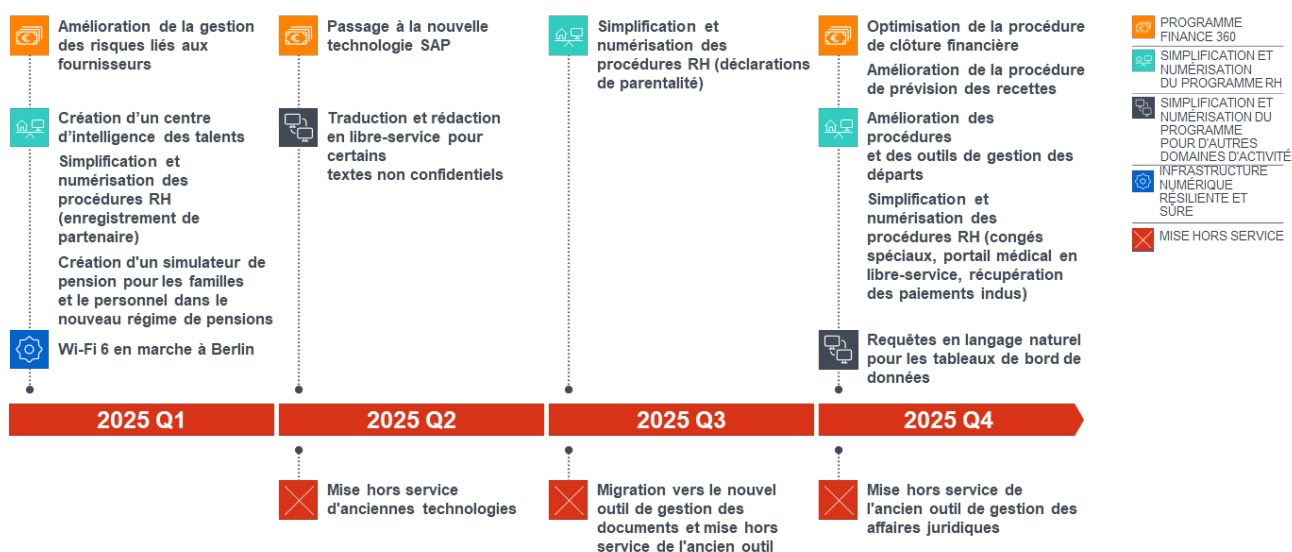 Amélioration de la gestion
des risques liés aux
fournisseurs
Création d'un centre
d'intelligence des talents
Simplification et
numérisation des
procédures RH
(enregistrement de
partenaire)
Création d'un simulateur de
pension pour les familles
et le personnel dans le
nouveau régime de pensions
Wi-Fi 6 en marche à Berlin
Passage à la nouvelle
technologie SAP
Traduction et rédaction
en libre-service pour
certains
textes non confidentiels
Simplification et
numérisation des
procédures RH (déclarations
de parentalité)
Optimisation de la procédure
de clôture financière
Amélioration de la procédure
de prévision des recettes
Amélioration des
procédures
et des outils de gestion des
départs
Simplification et
numérisation des
procédures RH (congés
spéciaux, portail médical en
libre-service, récupération
des paiements indus)
Requêtes en langage naturel
pour les tableaux de bord de
données
PROGRAMME
FINANCE 360
SIMPLIFICATION ET
NUMÉRISATION
DU PROGRAMME RH
SIMPLIFICATION ET
NUMÉRISATION DU
PROGRAMME
POUR D'AUTRES
DOMAINES D'ACTIVITÉ
INFRASTRUCTURE
NUMÉRIQUE
RÉSILIENTE ET
SÛRE
MISE HORS SERVICE
2025 Q1
2025 Q2
2025 Q3
2025 Q4
Mise hors service
d'anciennes technologies
Migration vers le nouvel
outil de gestion des
documents et mise hors
service de l'ancien outil
Mise hors service de
l'ancien outil de gestion des
affaires juridiques